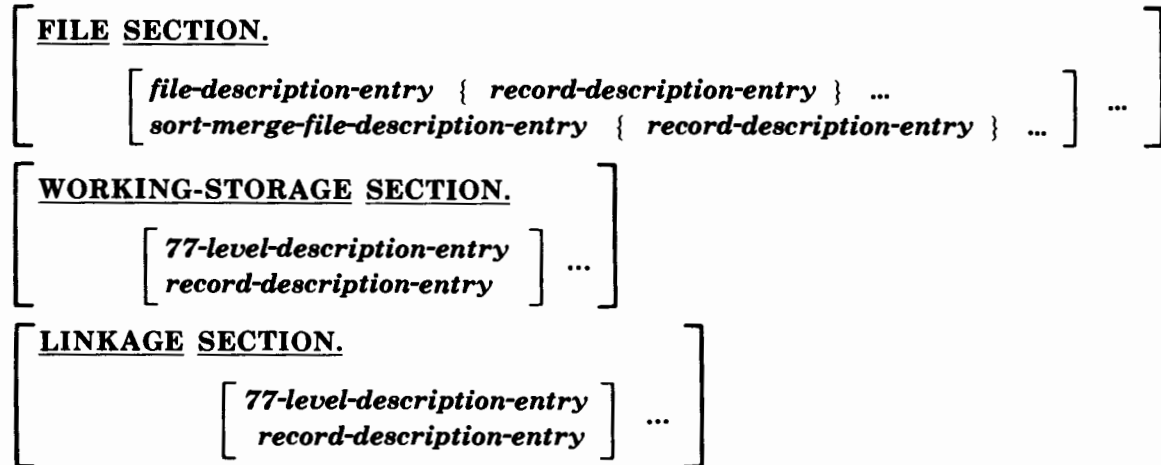 FILE SECTION.
file-description-entry { record-description-entry } ...
sort-merge-file-description-entry { record-description-entry } ... ...
WORKING-STORAGE SECTION.
77-level-description-entry
record-description-entry ...
LINKAGE SECTION.
77-level-description-entry
record-description-entry ...